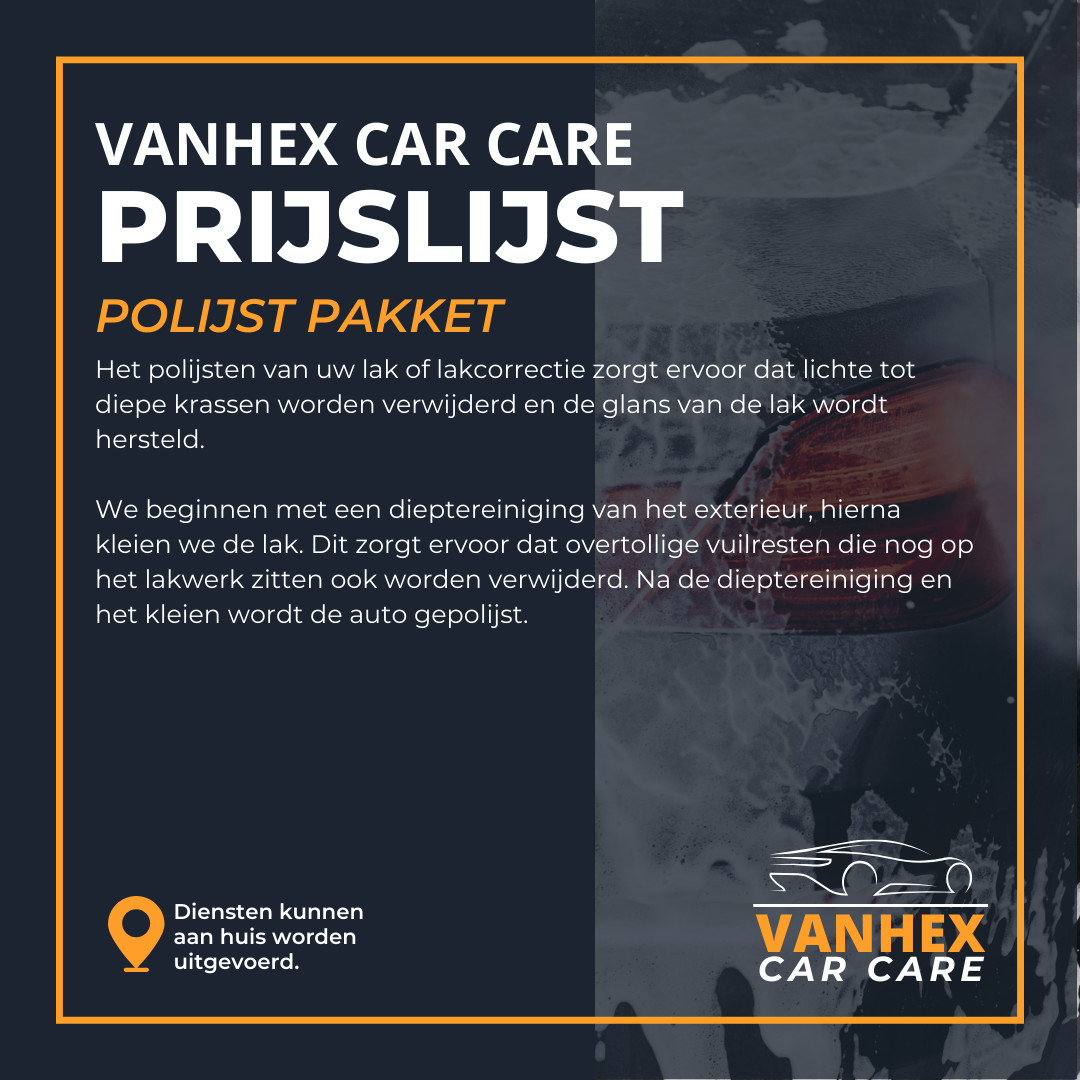 VANHEX CAR CARE
PRIJSLIJST
POLIJST PAKKET
Het polijsten van uw lak of lakcorrectie zorgt ervoor dat lichte tot
diepe krassen worden verwijderd en de glans van de lak wordt
hersteld.
We beginnen met een dieptereiniging van het exterieur, hierna
kleien we de lak. Dit zorgt ervoor dat overtollige vuilresten die nog op
het lakwerk zitten ook worden verwijderd. Na de dieptereiniging en
het kleien wordt de auto gepolijst.
Diensten kunnen
aan huis worden
uitgevoerd.
VANHEX
CAR CARE